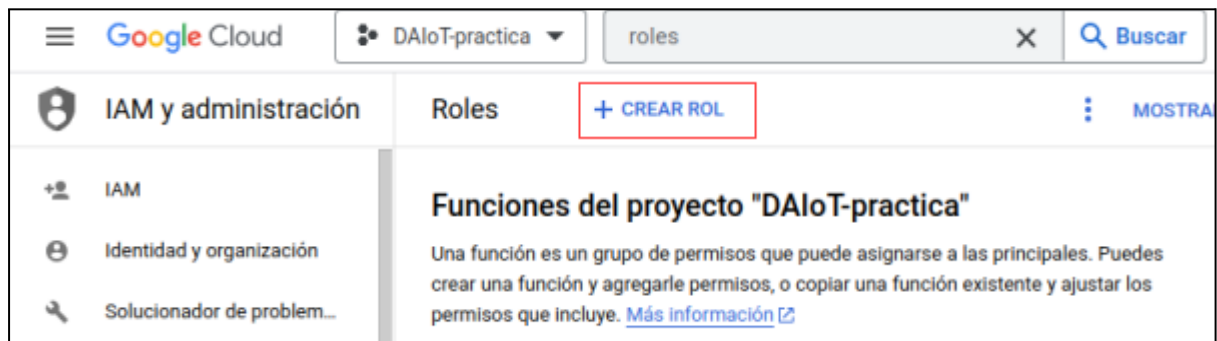 Google Cloud DAIoT-practica roles Buscar
IAM y administración Roles + CREAR ROL
IAM
Identidad y organización
Solucionador de problem...
Funciones del proyecto "DAIoT-practica"
Una función es un grupo de permisos que puede asignarse a las principales. Puedes
crear una función y agregarle permisos, o copiar una función existente y ajustar los
permisos que incluye. Más información